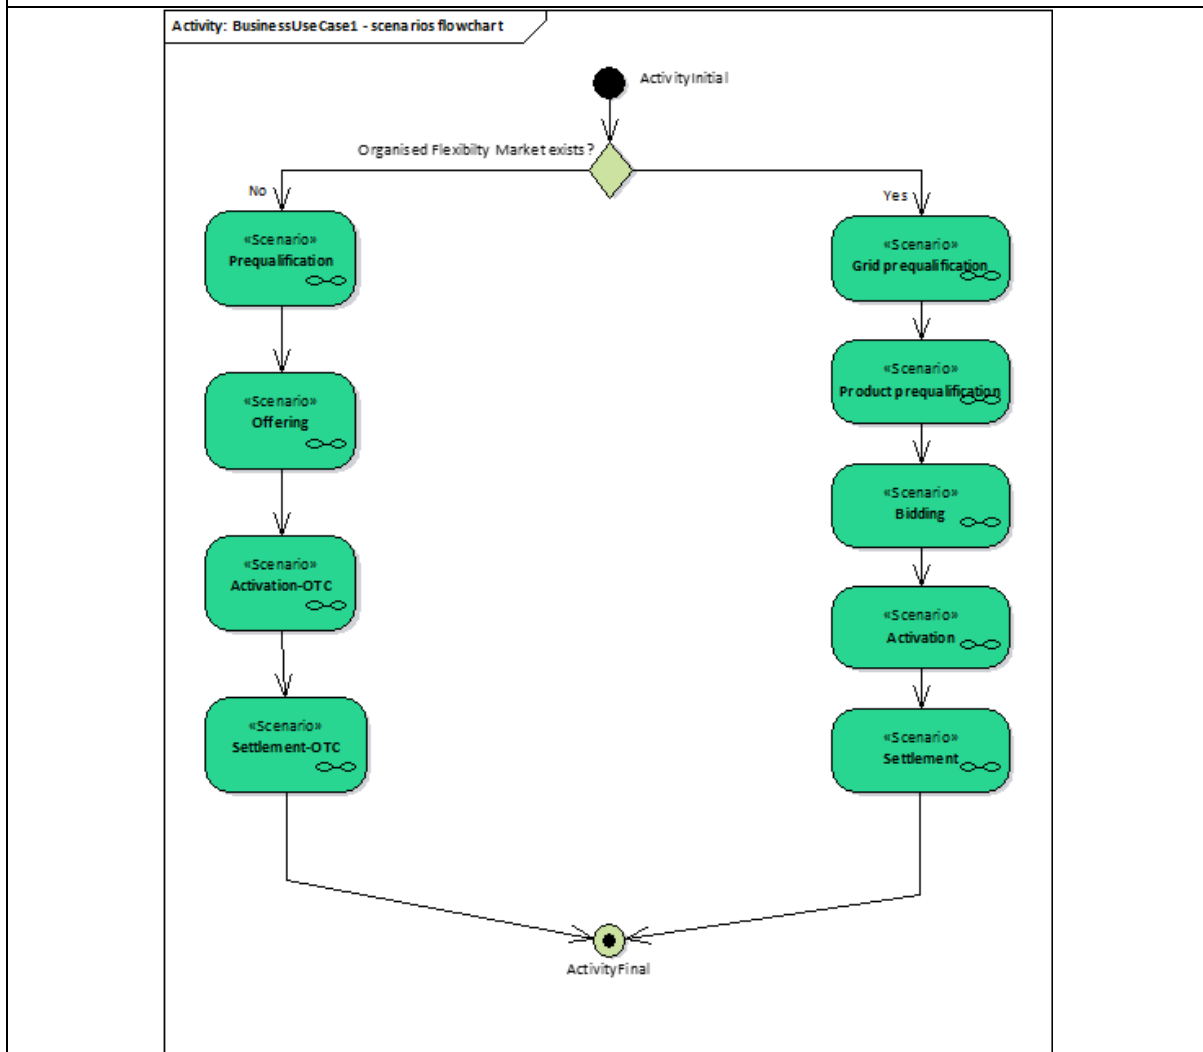 Activity: BusinessUseCase1 - scenarios flowchart
ActivityInitial
Organised Flexibilty Market exists?
No
Yes
«Scenario»
Prequalification
«Scenario»
Grid prequalification
«Scenario»
Product prequalification
«Scenario»
Offering
«Scenario»
Bidding
«Scenario»
Activation-OTC
«Scenario»
Activation
«Scenario»
Settlement-OTC
«Scenario»
Settlement
ActivityFinal